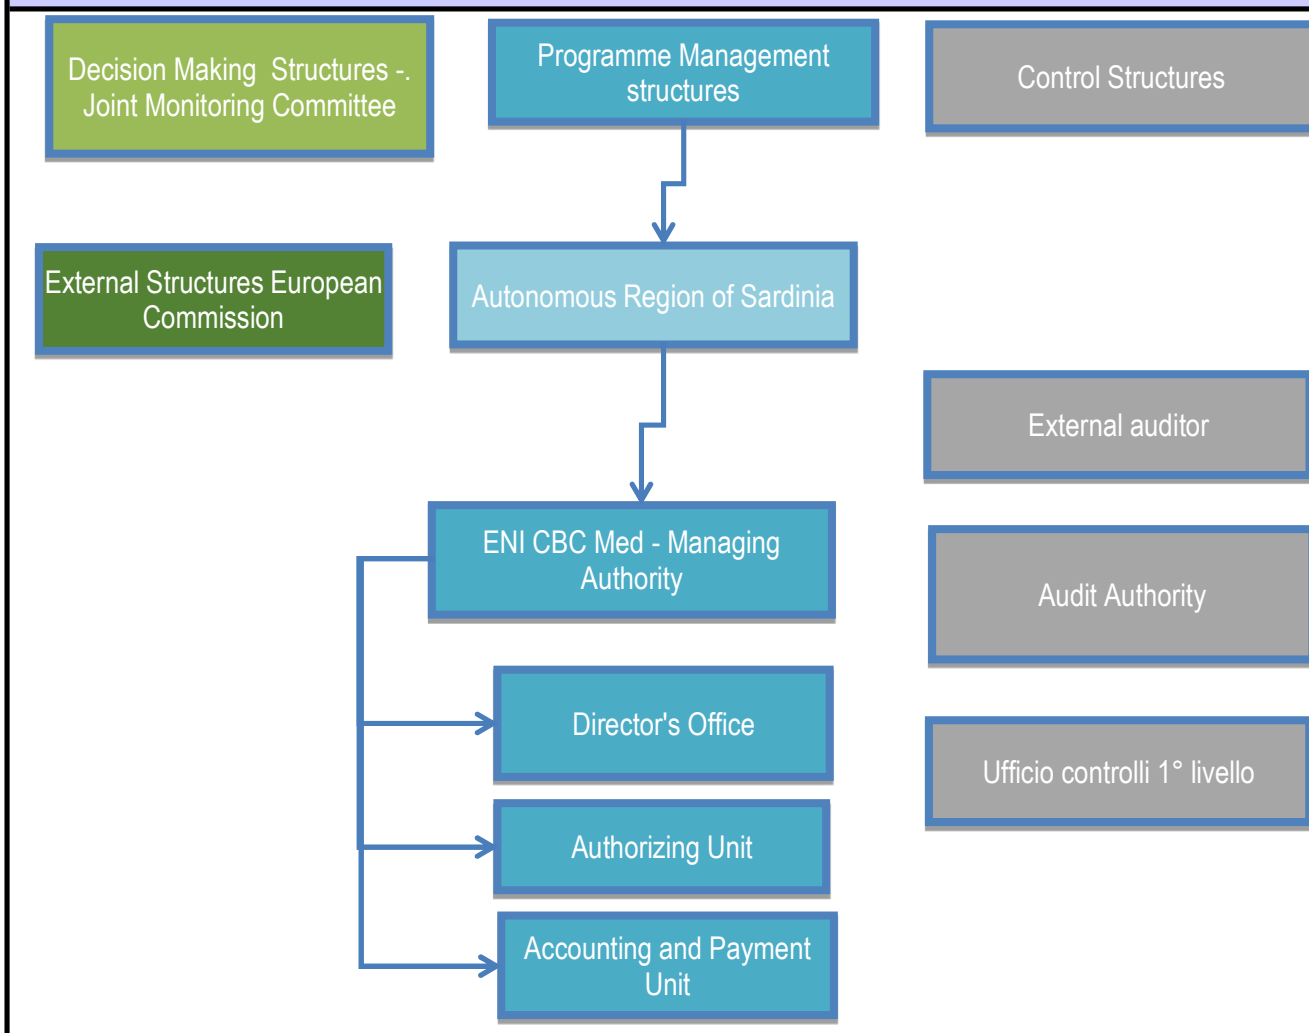 Decision Making Structures -.
Joint Monitoring Committee
Programme Management
structures
Control Structures
External Structures European
Commission
Autonomous Region of Sardinia
External auditor
ENI CBC Med - Managing
Authority
Audit Authority
Director's Office
Ufficio controlli 1° livello
Authorizing Unit
Accounting and Payment
Unit